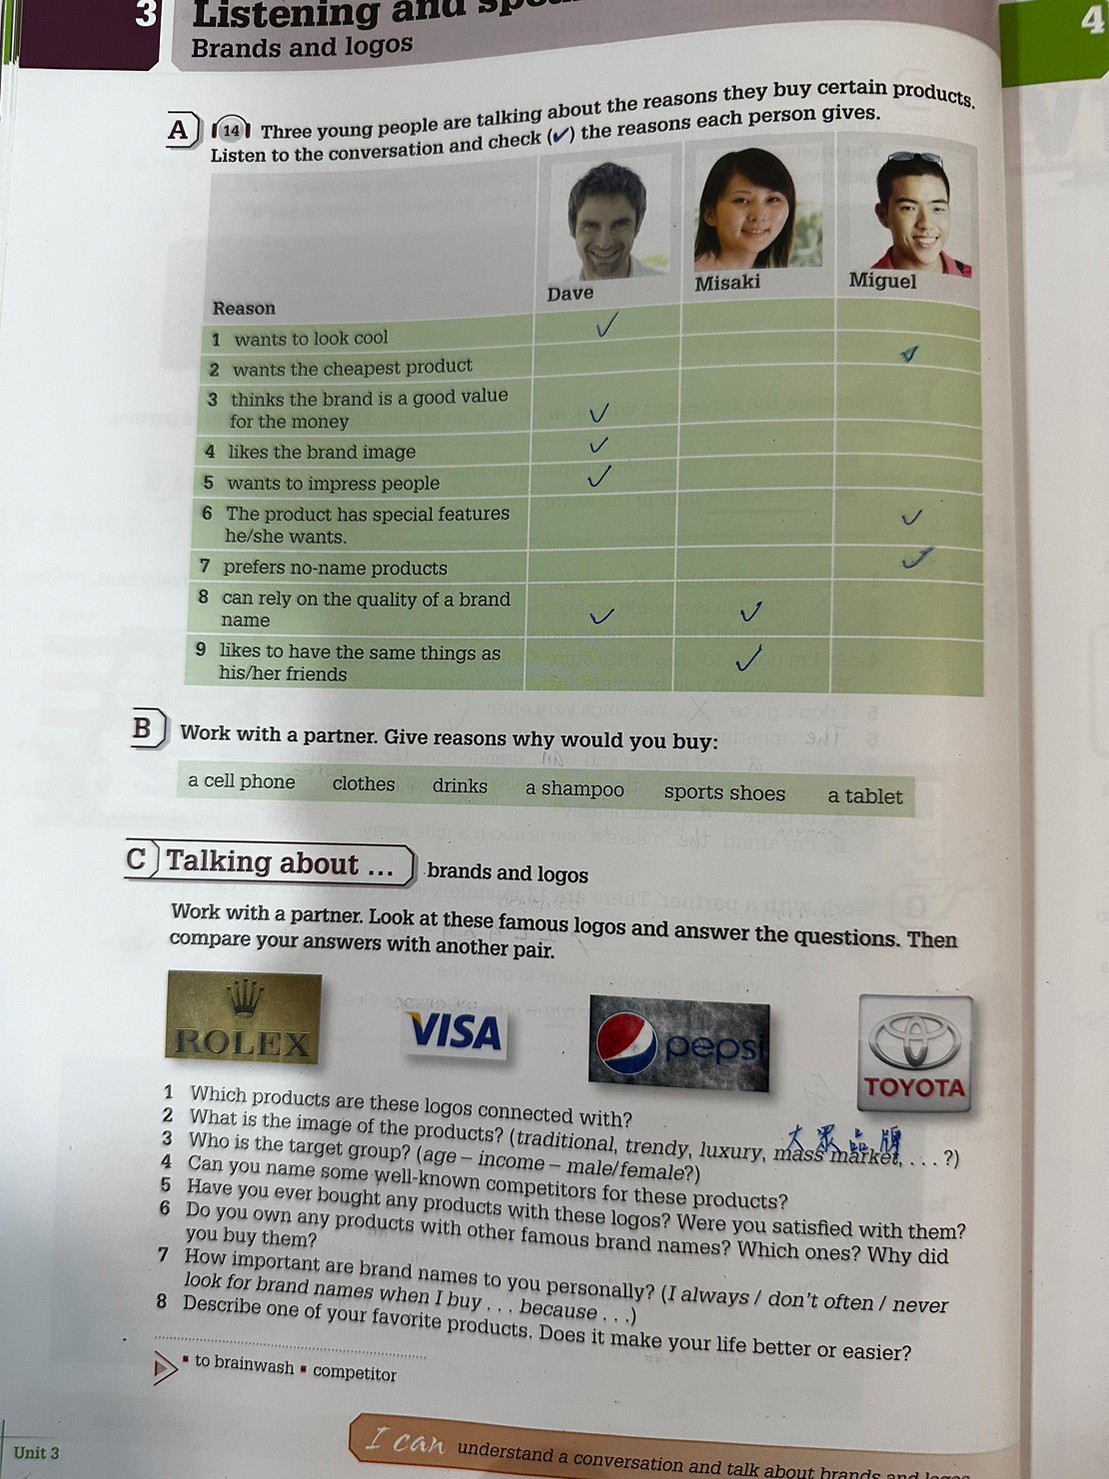 3
Listening and
Brands and logos
4
A 14 Three young people are talking about the reasons they buy certain products.
Listen to the conversation and check (✓) the reasons each person gives.
Reason
Dave
Misaki
Miguel
1 wants to look cool ✓
2 wants the cheapest product ✓
3 thinks the brand is a good value
for the money ✓
4 likes the brand image ✓
5 wants to impress people ✓
6 The product has special features
he/she wants. ✓
7 prefers no-name products ✓
8 can rely on the quality of a brand
name ✓ ✓
9 likes to have the same things as
his/her friends ✓
B Work with a partner. Give reasons why would you buy:
a cell phone clothes drinks a shampoo sports shoes a tablet
C Talking about ... brands and logos
Work with a partner. Look at these famous logos and answer the questions. Then
compare your answers with another pair.
ROLEX
VISA
pepsi
TOYOTA
1 Which products are these logos connected with?
大眾品牌
2 What is the image of the products? (traditional, trendy, luxury, mass market, . . . ?)
3 Who is the target group? (age – income – male/female?)
4 Can you name some well-known competitors for these products?
5 Have you ever bought any products with these logos? Were you satisfied with them?
6 Do you own any products with other famous brand names? Which ones? Why did
you buy them?
7 How important are brand names to you personally? (I always / don't often / never
look for brand names when I buy . . . because . . .)
8 Describe one of your favorite products. Does it make your life better or easier?
▪ to brainwash ▪ competitor
Unit 3
I can understand a conversation and talk about brands and logos